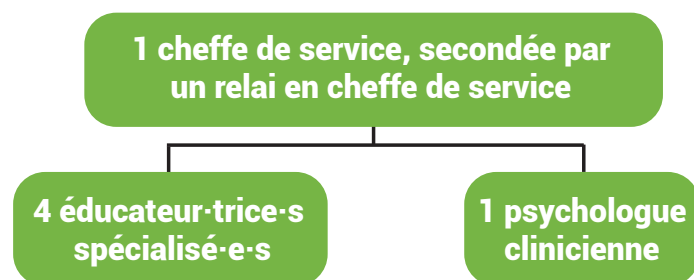 1 cheffe de service, secondée par
un relai en cheffe de service
4 éducateur·trice·s
spécialisé·e·s
1 psychologue
clinicienne